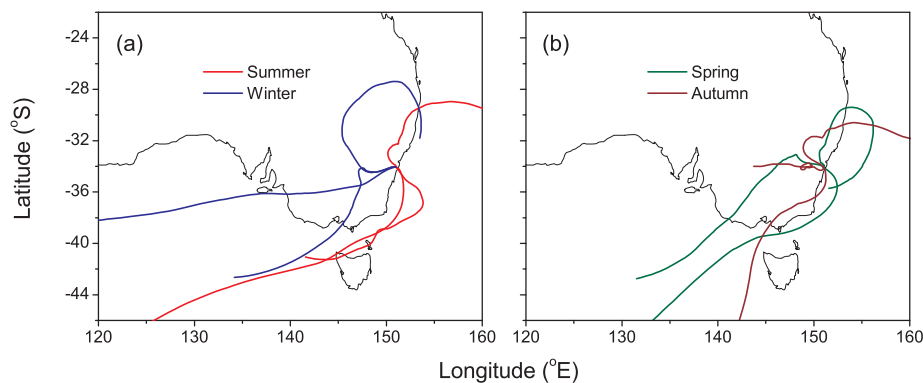 (a)
Summer
Winter
(b)
Spring
Autumn
Latitude (°S)
-24
-28
-32
-36
-40
-44
120
130
140
150
160
120
130
140
150
160
Longitude (°E)